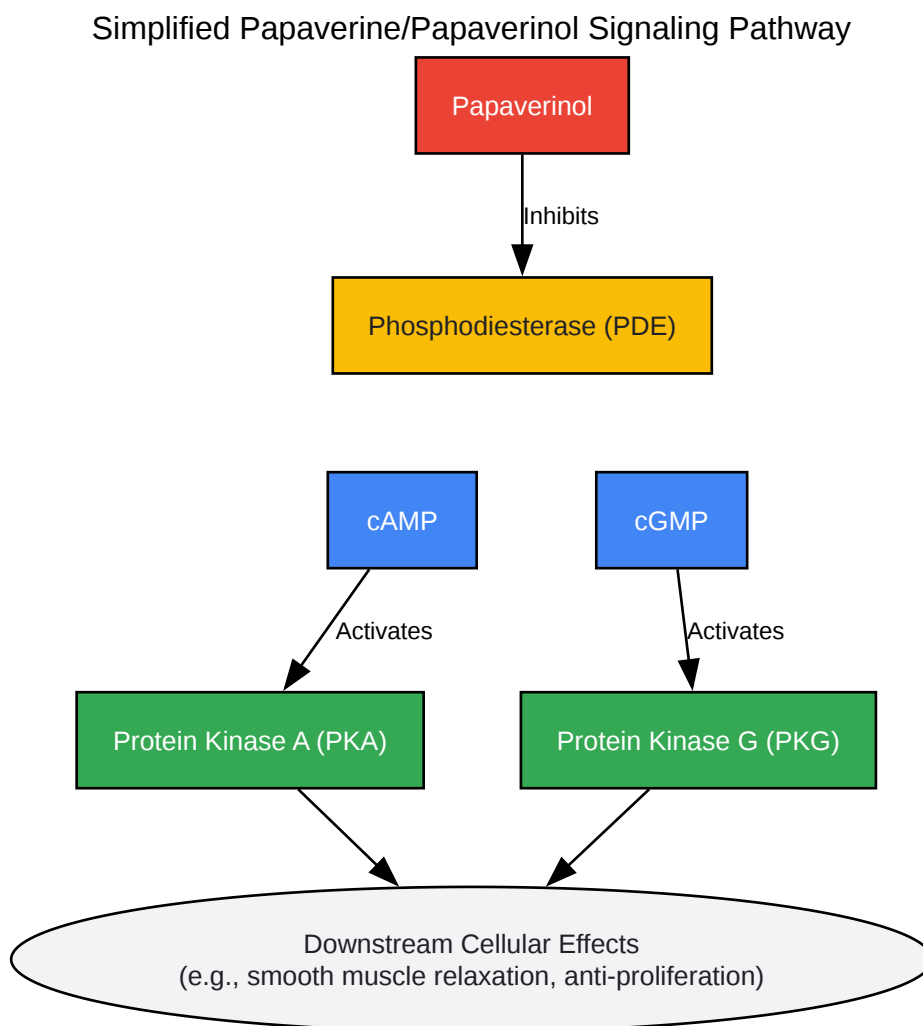 Simplified Papaverine/Papaverinol Signaling Pathway
Papaverinol
Inhibits
Phosphodiesterase (PDE)
cAMP
cGMP
Activates
Activates
Protein Kinase A (PKA)
Protein Kinase G (PKG)
Downstream Cellular Effects
(e.g., smooth muscle relaxation, anti-proliferation)